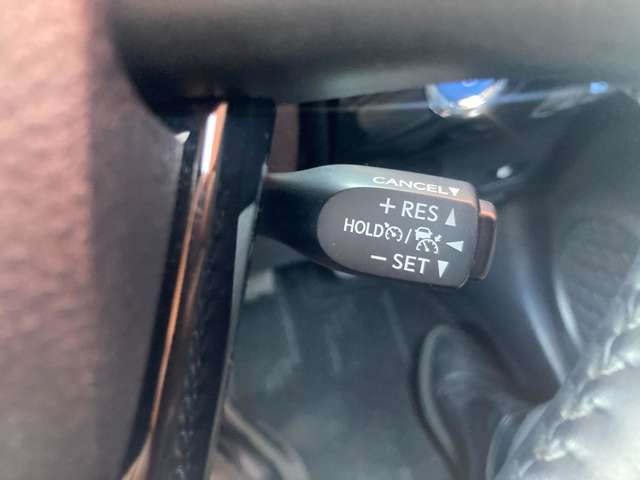 CANCEL▼
+ RES ▲
HOLD /
− SET ▼